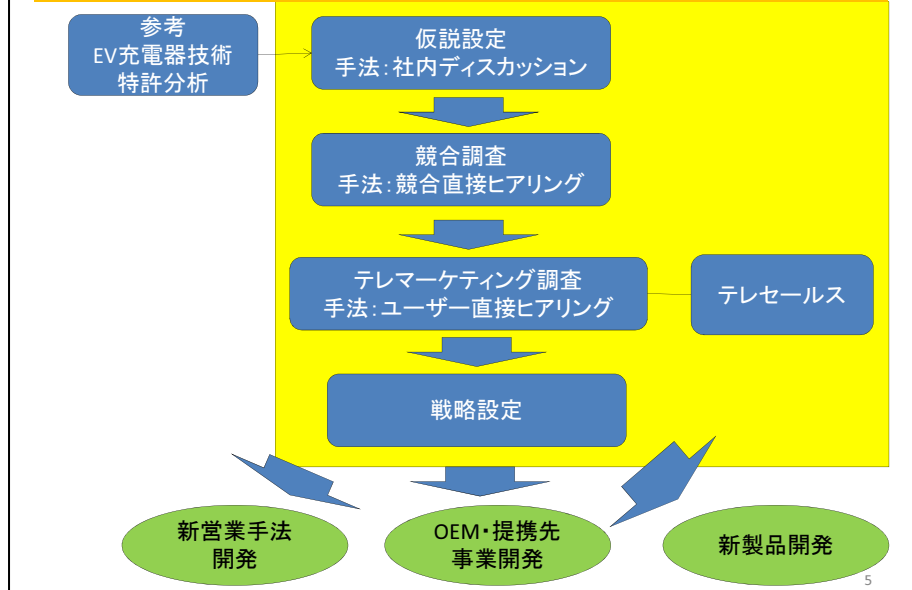 参考
EV充電器技術
特許分析
仮説設定
手法：社内ディスカッション
競合調査
手法：競合直接ヒアリング
テレマーケティング調査
手法：ユーザー直接ヒアリング
テレセールス
戦略設定
新営業手法
開発
OEM・提携先
事業開発
新製品開発
5